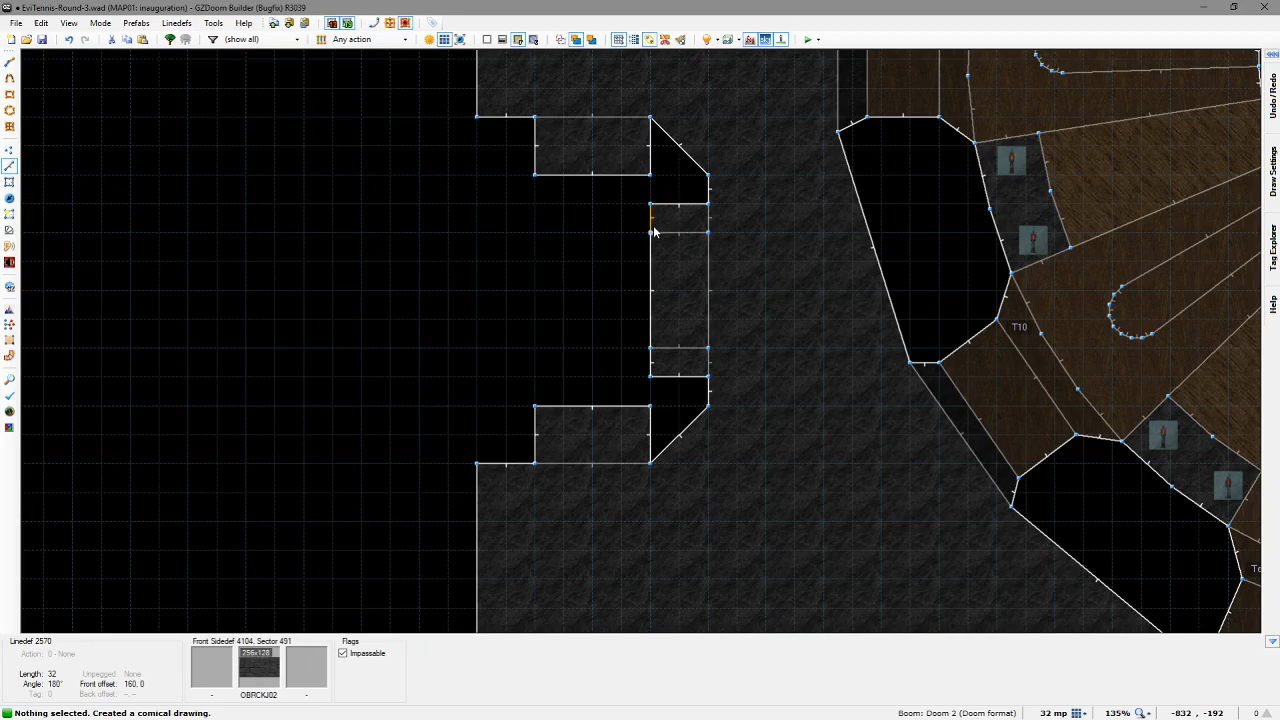 • EviTennis-Round-3.wad (MAP01: inauguration) - GZDoom Builder (Bugfix) R3039
File Edit View Mode Prefabs Linedefs Tools Help
(show all) Any action
Undo / Redo
Draw Settings
Tag Explorer
Help
T10
Linedef 2570
Action: 0 - None
Length: 32 Unpegged: None
Angle: 180° Front offset: 160, 0
Tag: 0 Back offset: --, --
Front Sidedef 4104. Sector 491
256x128
- OBRCKJ02 -
Flags
Impassable
Nothing selected. Created a comical drawing.
Boom: Doom 2 (Doom format) 32 mp 135% -832 , -192 0